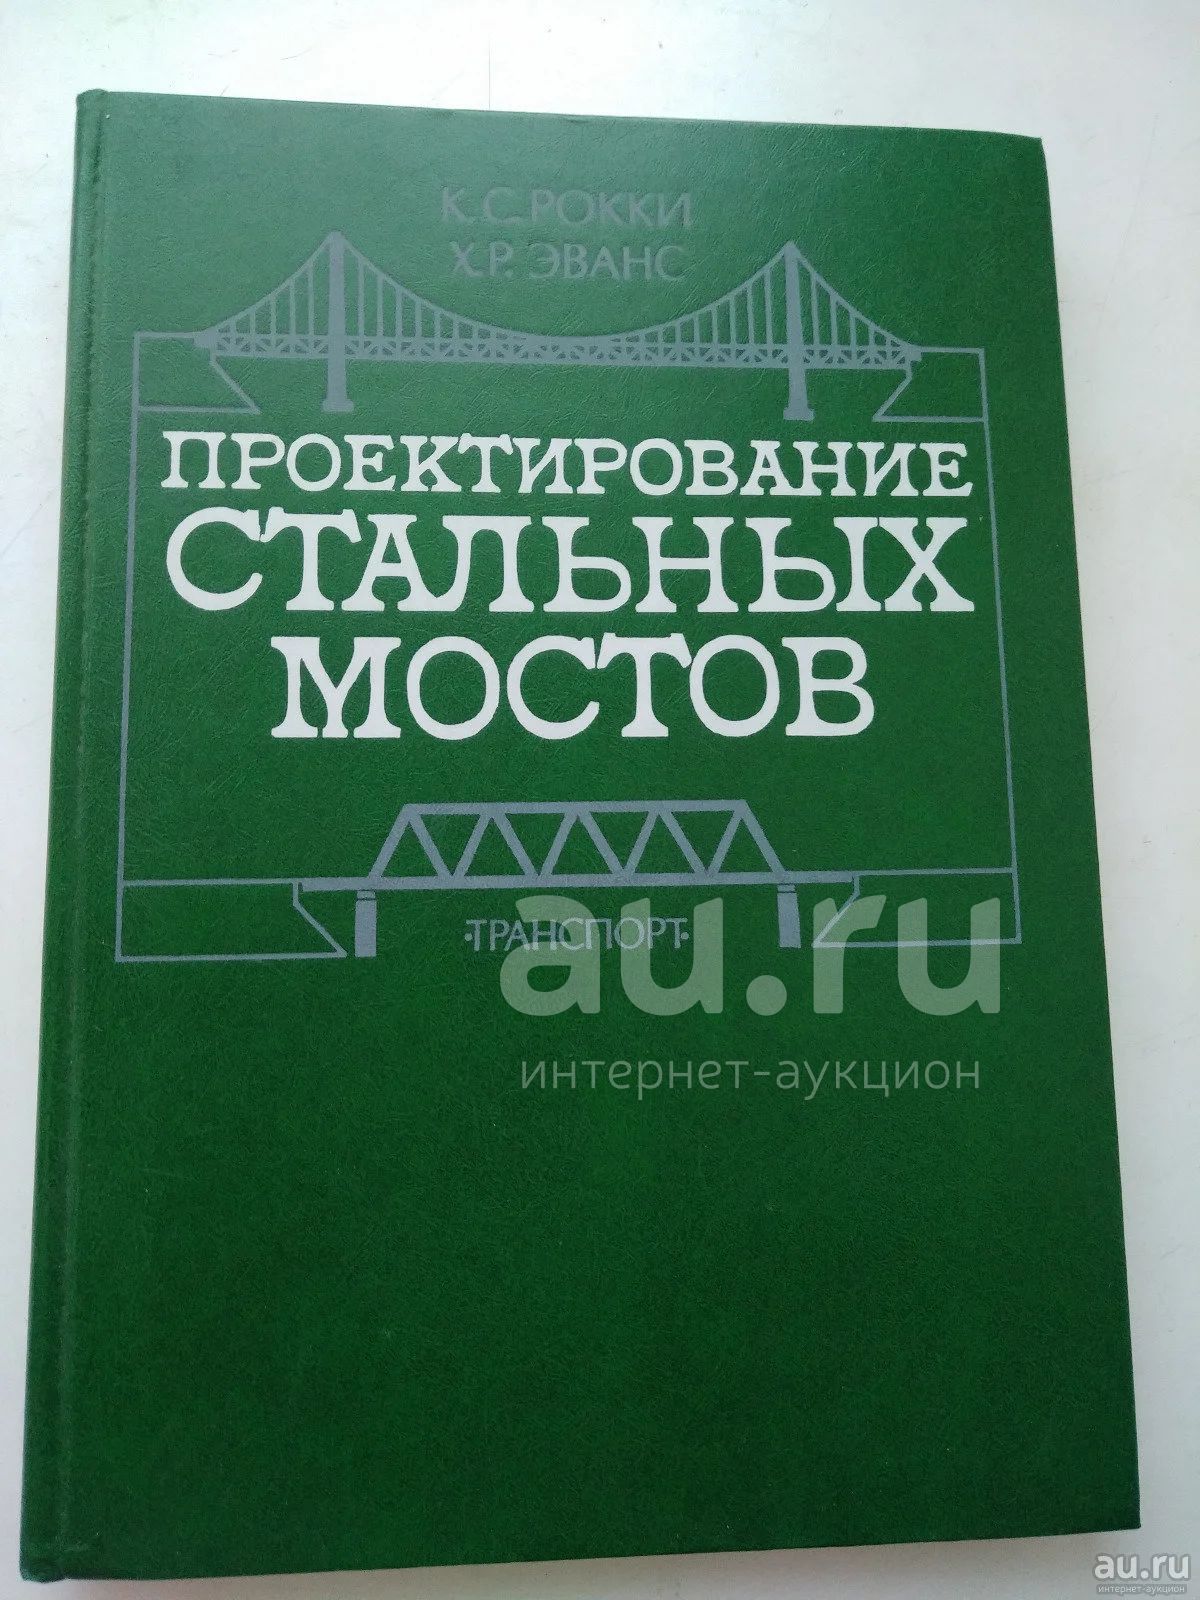 К. С. РОККИ
Х. Р. ЭВАНС
ПРОЕКТИРОВАНИЕ
СТАЛЬНЫХ
МОСТОВ
·ТРАНСПОРТ·
au.ru
интернет-аукцион
au.ru
интернет-аукцион